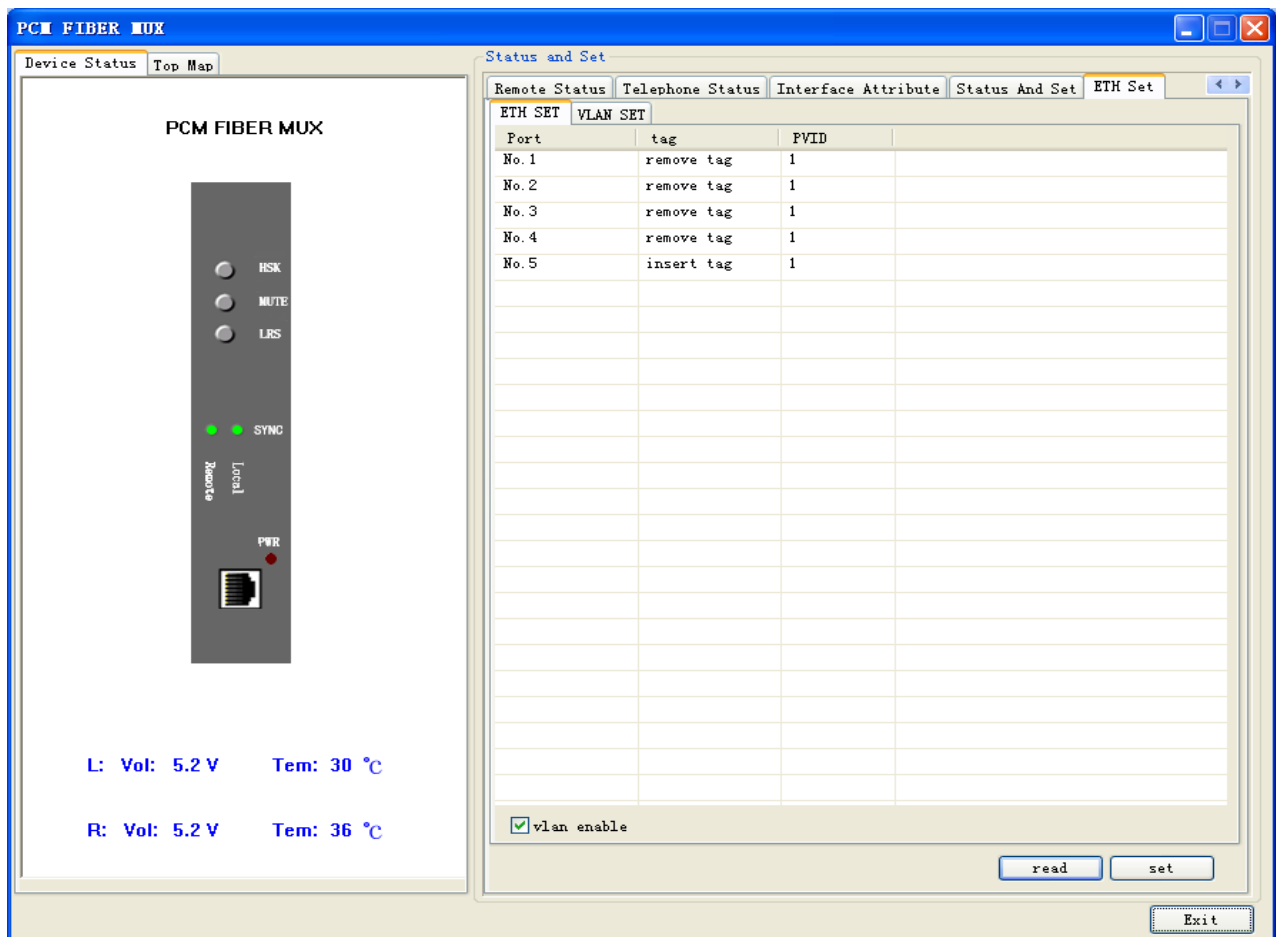 PCM FIBER MUX
Device Status Top Map
PCM FIBER MUX
HSK
MUTE
LRS
SYNC
Remote Local
PWR
L: Vol: 5.2 V Tem: 30 ℃
R: Vol: 5.2 V Tem: 36 ℃
Status and Set
Remote Status Telephone Status Interface Attribute Status And Set ETH Set
ETH SET VLAN SET
Port tag PVID
No.1 remove tag 1
No.2 remove tag 1
No.3 remove tag 1
No.4 remove tag 1
No.5 insert tag 1
vlan enable
read set
Exit